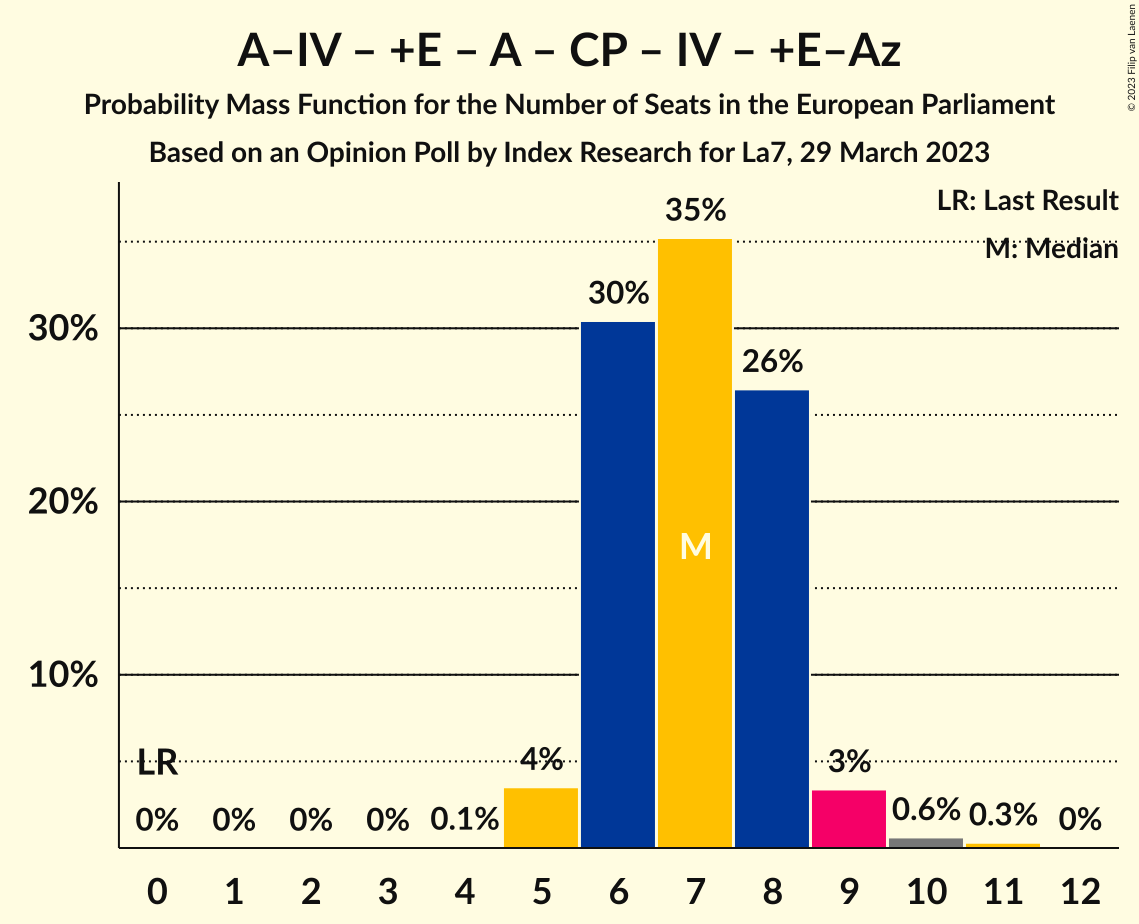 A–IV – +E – A – CP – IV – +E–Az
Probability Mass Function for the Number of Seats in the European Parliament
Based on an Opinion Poll by Index Research for La7, 29 March 2023
© 2023 Filip van Laenen
LR: Last Result
M: Median
35%
30%
26%
30%
20%
M
10%
LR
4%
3%
0% 0% 0% 0% 0.1% 0.6% 0.3% 0%
0 1 2 3 4 5 6 7 8 9 10 11 12